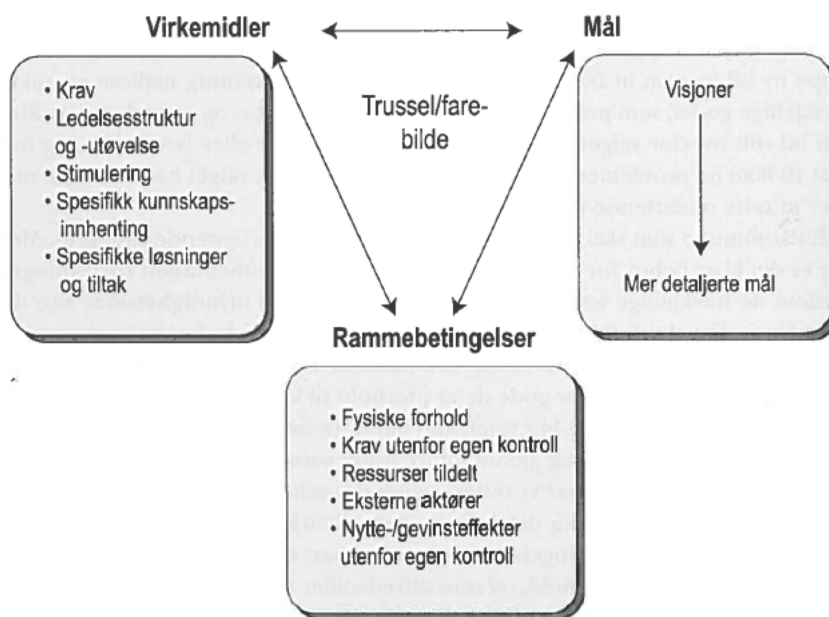 Virkemidler
Mål
• Krav
• Ledelsesstruktur
og -utøvelse
• Stimulering
• Spesifikk kunnskaps-
innhenting
• Spesifikke løsninger
og tiltak
Trussel/fare-
bilde
Visjoner
Mer detaljerte mål
Rammebetingelser
• Fysiske forhold
• Krav utenfor egen kontroll
• Ressurser tildelt
• Eksterne aktører
• Nytte-/gevinsteffekter
utenfor egen kontroll